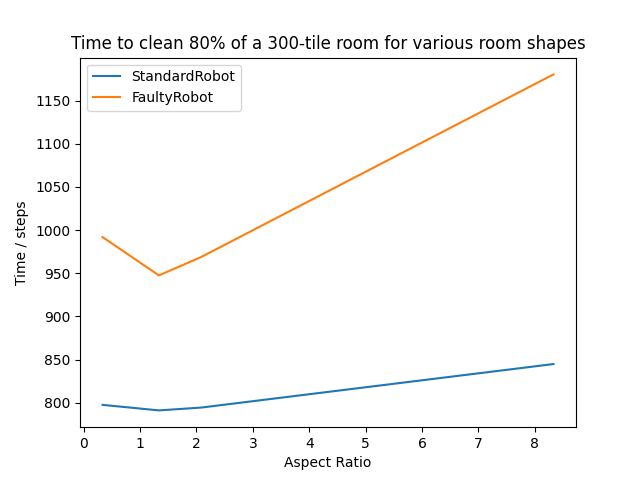 Time to clean 80% of a 300-tile room for various room shapes
StandardRobot
FaultyRobot
1150
1100
1050
1000
950
900
850
800
Time / steps
0 1 2 3 4 5 6 7 8
Aspect Ratio